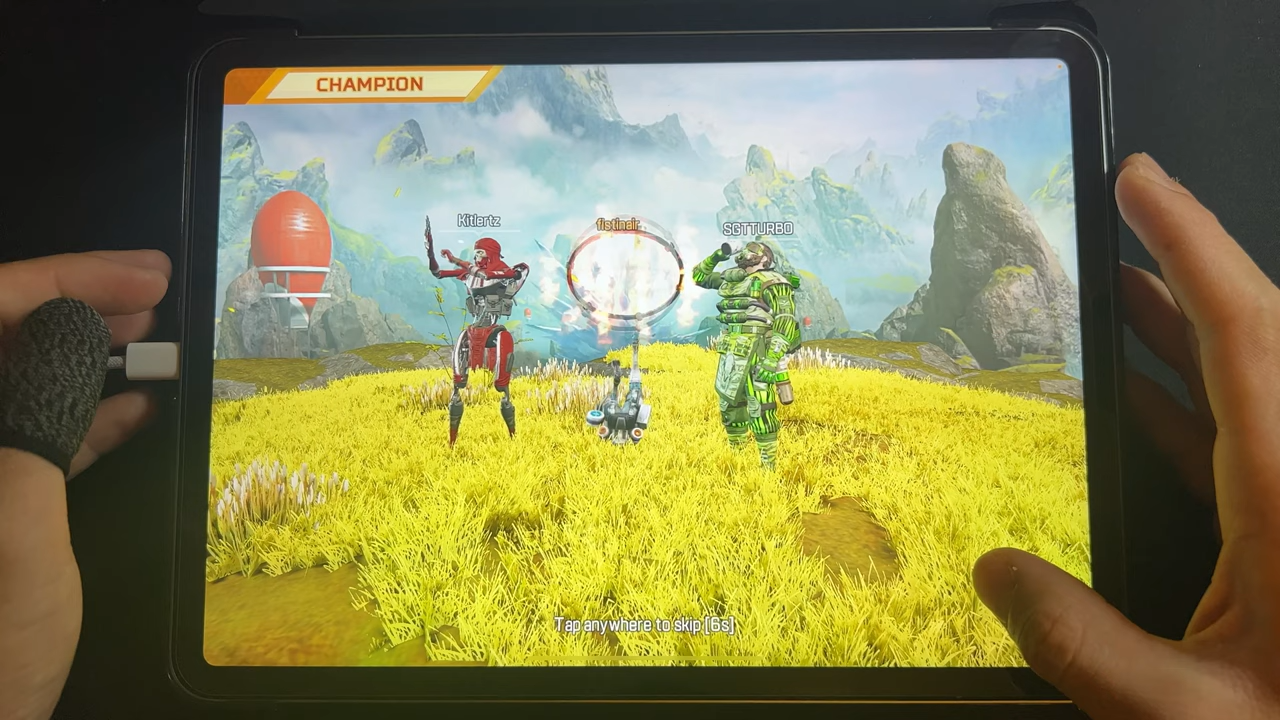 CHAMPION
Kitlertz
fistinair
SGTTURBO
Tap anywhere to skip [6s]